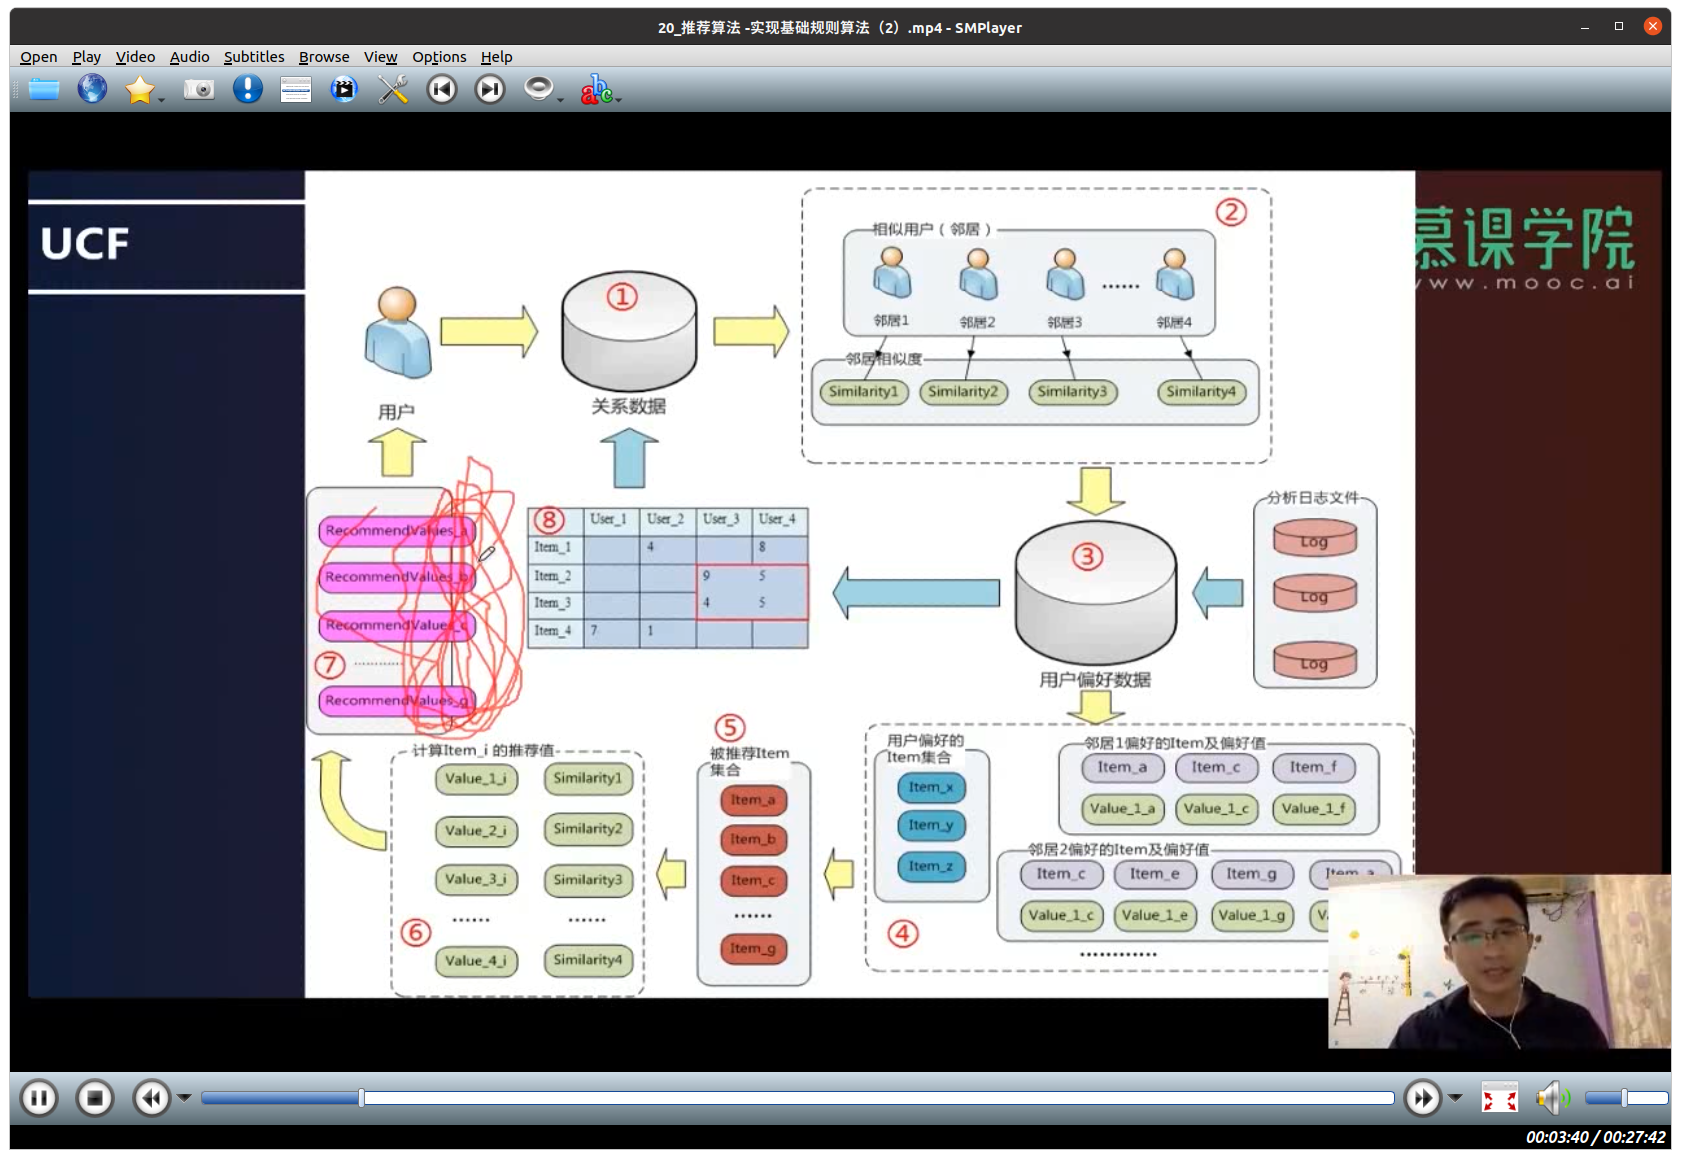 20_推荐算法 -实现基础规则算法（2）.mp4 - SMPlayer
Open Play Video Audio Subtitles Browse View Options Help
abc
UCF
慕课学院
www.mooc.ai
用户
①
关系数据
②
相似用户（邻居）
邻居1 邻居2 邻居3 ...... 邻居4
邻居相似度
Similarity1 Similarity2 Similarity3 Similarity4
③
用户偏好数据
分析日志文件
Log
Log
Log
⑧ User_1 User_2 User_3 User_4
Item_1 4 8
Item_2 9 5
Item_3 4 5
Item_4 7 1
RecommendValues_a
RecommendValues_b
RecommendValues_c
⑦ ............
RecommendValues_g
计算Item_i 的推荐值
Value_1_i Similarity1
Value_2_i Similarity2
Value_3_i Similarity3
...... ......
⑥
Value_4_i Similarity4
⑤
被推荐Item
集合
Item_a
Item_b
Item_c
......
Item_g
用户偏好的
Item集合
Item_x
Item_y
Item_z
④
邻居1偏好的Item及偏好值
Item_a Item_c Item_f
Value_1_a Value_1_c Value_1_f
邻居2偏好的Item及偏好值
Item_c Item_e Item_g Item_a
Value_1_c Value_1_e Value_1_g
............
00:03:40 / 00:27:42